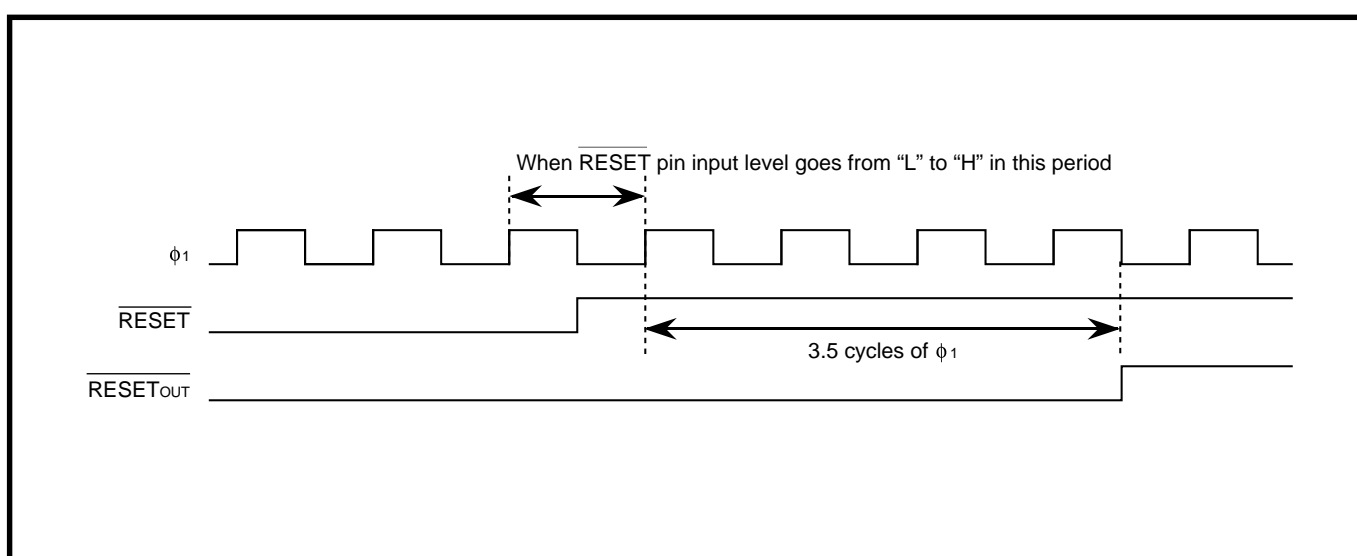 When RESET pin input level goes from “L” to “H” in this period
ϕ1
RESET
3.5 cycles of ϕ1
RESETOUT